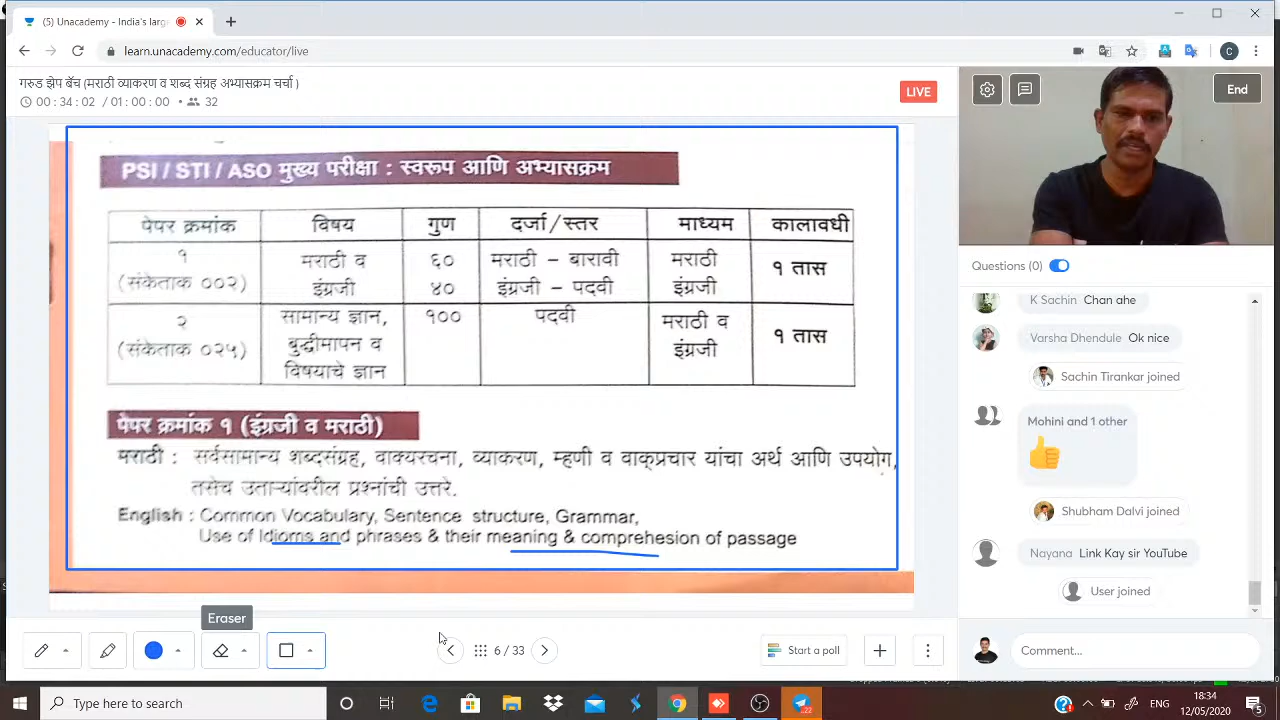 (5) Unacademy - India's larg
learn.unacademy.com/educator/live
गरुड झेप बॅच (मराठी व्याकरण व शब्द संग्रह अभ्यासक्रम चर्चा )
00 : 34 : 02 / 01 : 00 : 00 • 32
LIVE
End
PSI / STI / ASO मुख्य परीक्षा : स्वरूप आणि अभ्यासक्रम
पेपर क्रमांक विषय गुण दर्जा/स्तर माध्यम कालावधी
१ मराठी व ६० मराठी – बारावी मराठी १ तास
(संकेताक ००२) इंग्रजी ४० इंग्रजी – पदवी इंग्रजी
२ सामान्य ज्ञान, १०० पदवी मराठी व १ तास
(संकेताक ०२५) बुद्धीमापन व इंग्रजी
विषयाचे ज्ञान
पेपर क्रमांक १ (इंग्रजी व मराठी)
मराठी : सर्वसामान्य शब्दसंग्रह, वाक्यरचना, व्याकरण, म्हणी व वाक्प्रचार यांचा अर्थ आणि उपयोग,
तसेच उताऱ्यांवरील प्रश्नांची उत्तरे.
English : Common Vocabulary, Sentence structure, Grammar,
Use of Idioms and phrases & their meaning & comprehesion of passage
Questions (0)
K Sachin Chan ahe
Varsha Dhendule Ok nice
Sachin Tirankar joined
Mohini and 1 other
Shubham Dalvi joined
Nayana Link Kay sir YouTube
User joined
Eraser
6 / 33
Start a poll
Comment...
Type here to search
ENG
18:34
12/05/2020